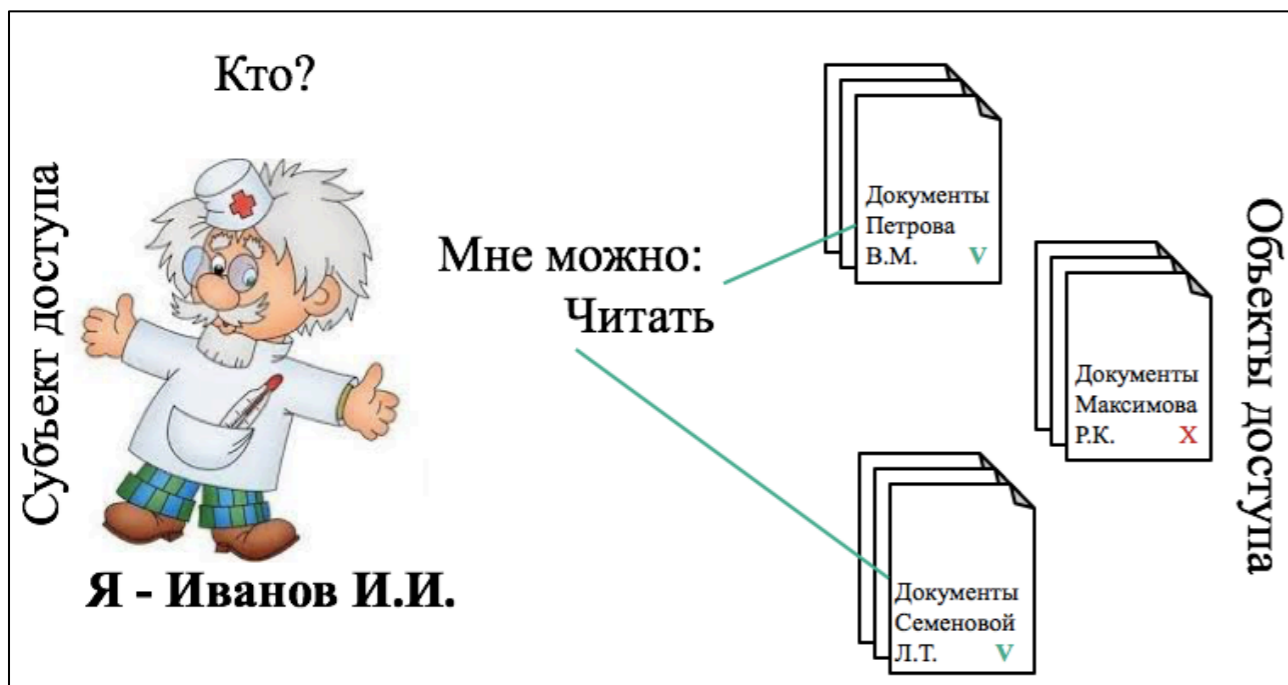 Кто?
Субъект доступа
Я - Иванов И.И.
Мне можно:
Читать
Документы
Петрова
В.М. V
Документы
Максимова
Р.К. X
Документы
Семеновой
Л.Т. V
Объекты доступа